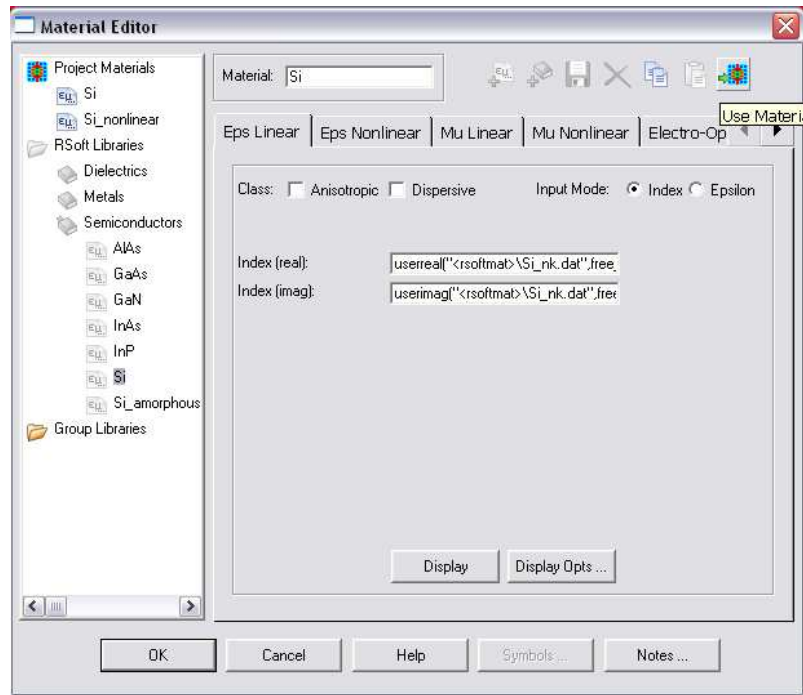 Material Editor
Project Materials
Si
Si_nonlinear
RSoft Libraries
Dielectrics
Metals
Semiconductors
AlAs
GaAs
GaN
InAs
InP
Si
Si_amorphous
Group Libraries
Material: Si
Use Materi
Eps Linear Eps Nonlinear Mu Linear Mu Nonlinear Electro-Op
Class: Anisotropic Dispersive Input Mode: Index Epsilon
Index (real): userreal("<rsoftmat>\Si_nk.dat",free_
Index (imag): userimag("<rsoftmat>\Si_nk.dat",free
Display Display Opts ...
OK Cancel Help Symbols ... Notes ...